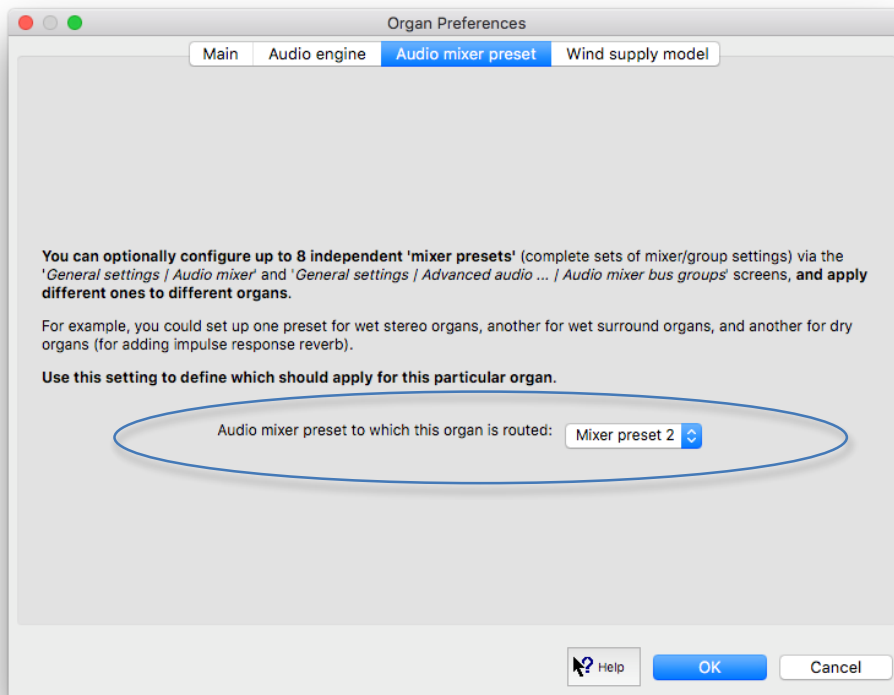 Organ Preferences
Main Audio engine Audio mixer preset Wind supply model
You can optionally configure up to 8 independent 'mixer presets' (complete sets of mixer/group settings) via the
'General settings | Audio mixer' and 'General settings | Advanced audio ... | Audio mixer bus groups' screens, and apply
different ones to different organs.
For example, you could set up one preset for wet stereo organs, another for wet surround organs, and another for dry
organs (for adding impulse response reverb).
Use this setting to define which should apply for this particular organ.
Audio mixer preset to which this organ is routed: Mixer preset 2
? Help OK Cancel